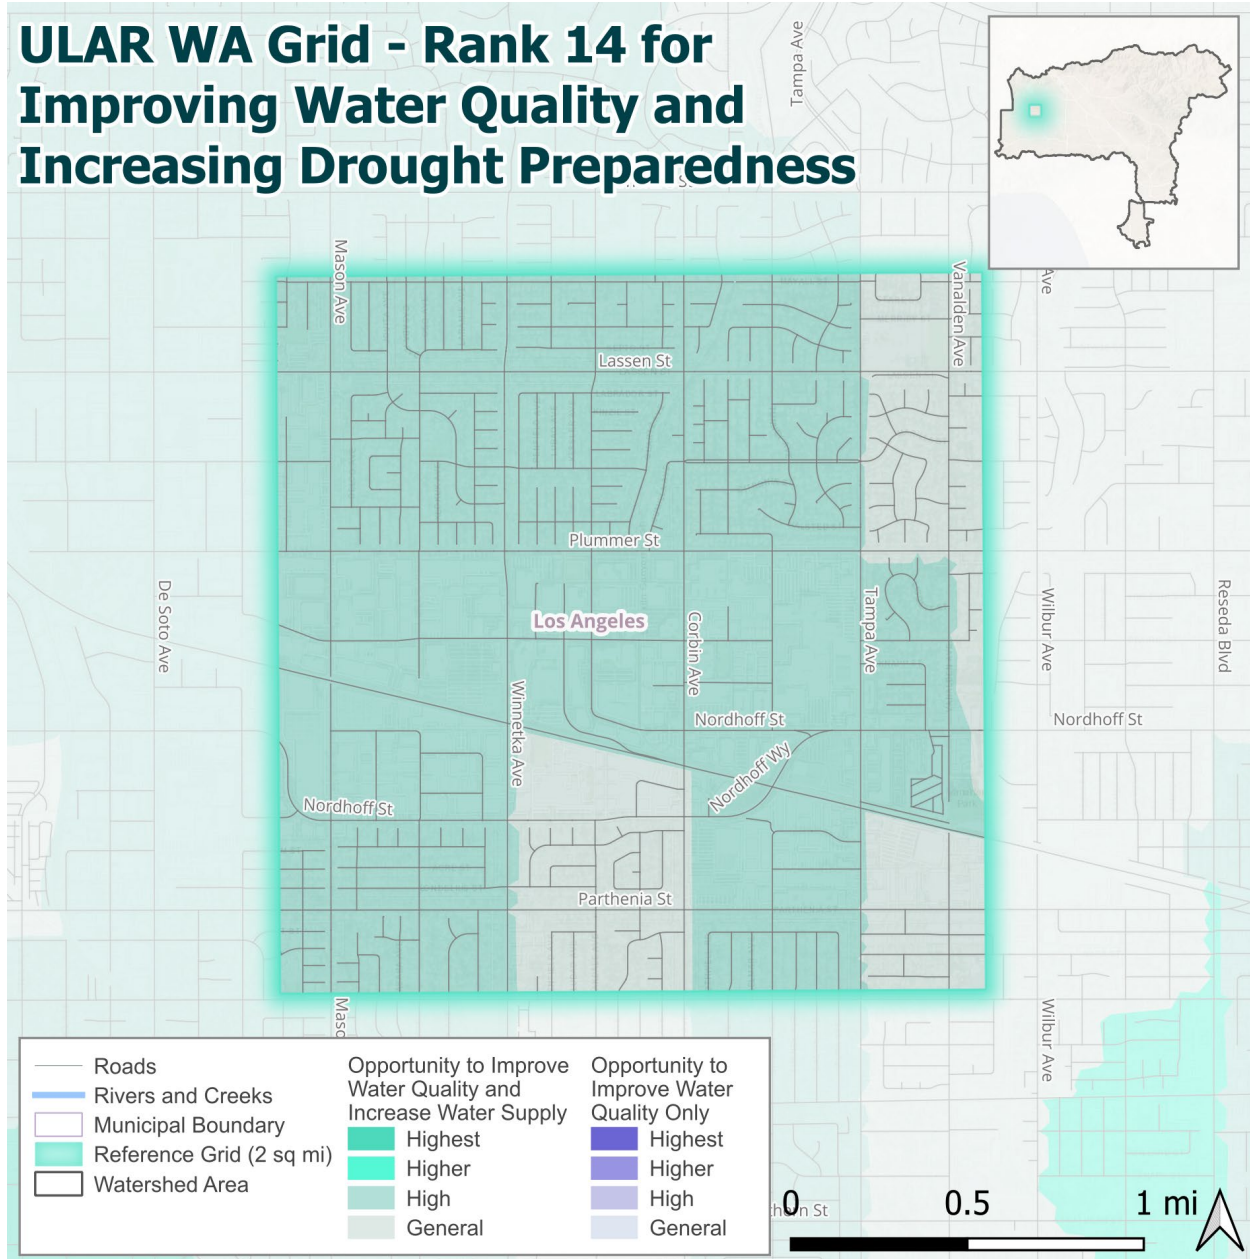 ULAR WA Grid - Rank 14 for
Improving Water Quality and
Increasing Drought Preparedness
Tampa Ave
St
Mason Ave
Vanalden Ave
Ave
Lassen St
Plummer St
De Soto Ave
Los Angeles
Corbin Ave
Tampa Ave
Wilbur Ave
Reseda Blvd
Winnetka Ave
Nordhoff St
Nordhoff St
Nordhoff Wy
Nordhoff St
Parthenia St
Masc
Wilbur Ave
Roads
Rivers and Creeks
Municipal Boundary
Reference Grid (2 sq mi)
Watershed Area
Opportunity to Improve
Water Quality and
Increase Water Supply
Highest
Higher
High
General
Opportunity to
Improve Water
Quality Only
Highest
Higher
High
General
thorn St
0 0.5 1 mi